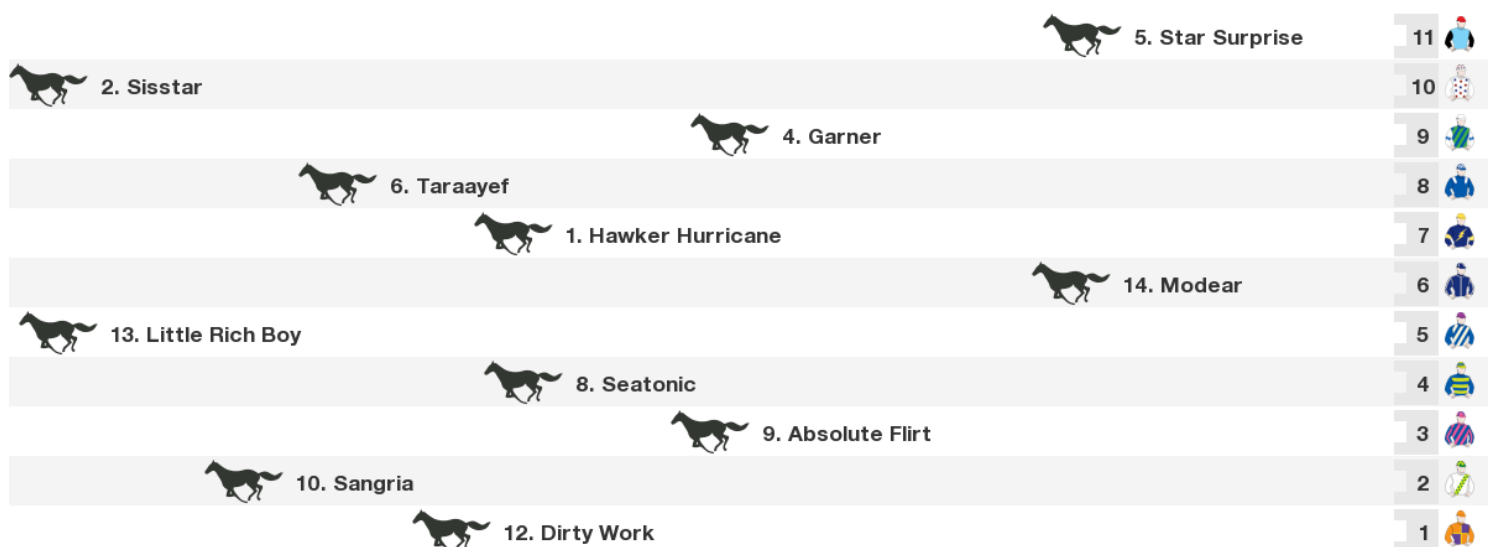 5. Star Surprise 11
2. Sisstar 10
4. Garner 9
6. Taraayef 8
1. Hawker Hurricane 7
14. Modear 6
13. Little Rich Boy 5
8. Seatonic 4
9. Absolute Flirt 3
10. Sangria 2
12. Dirty Work 1